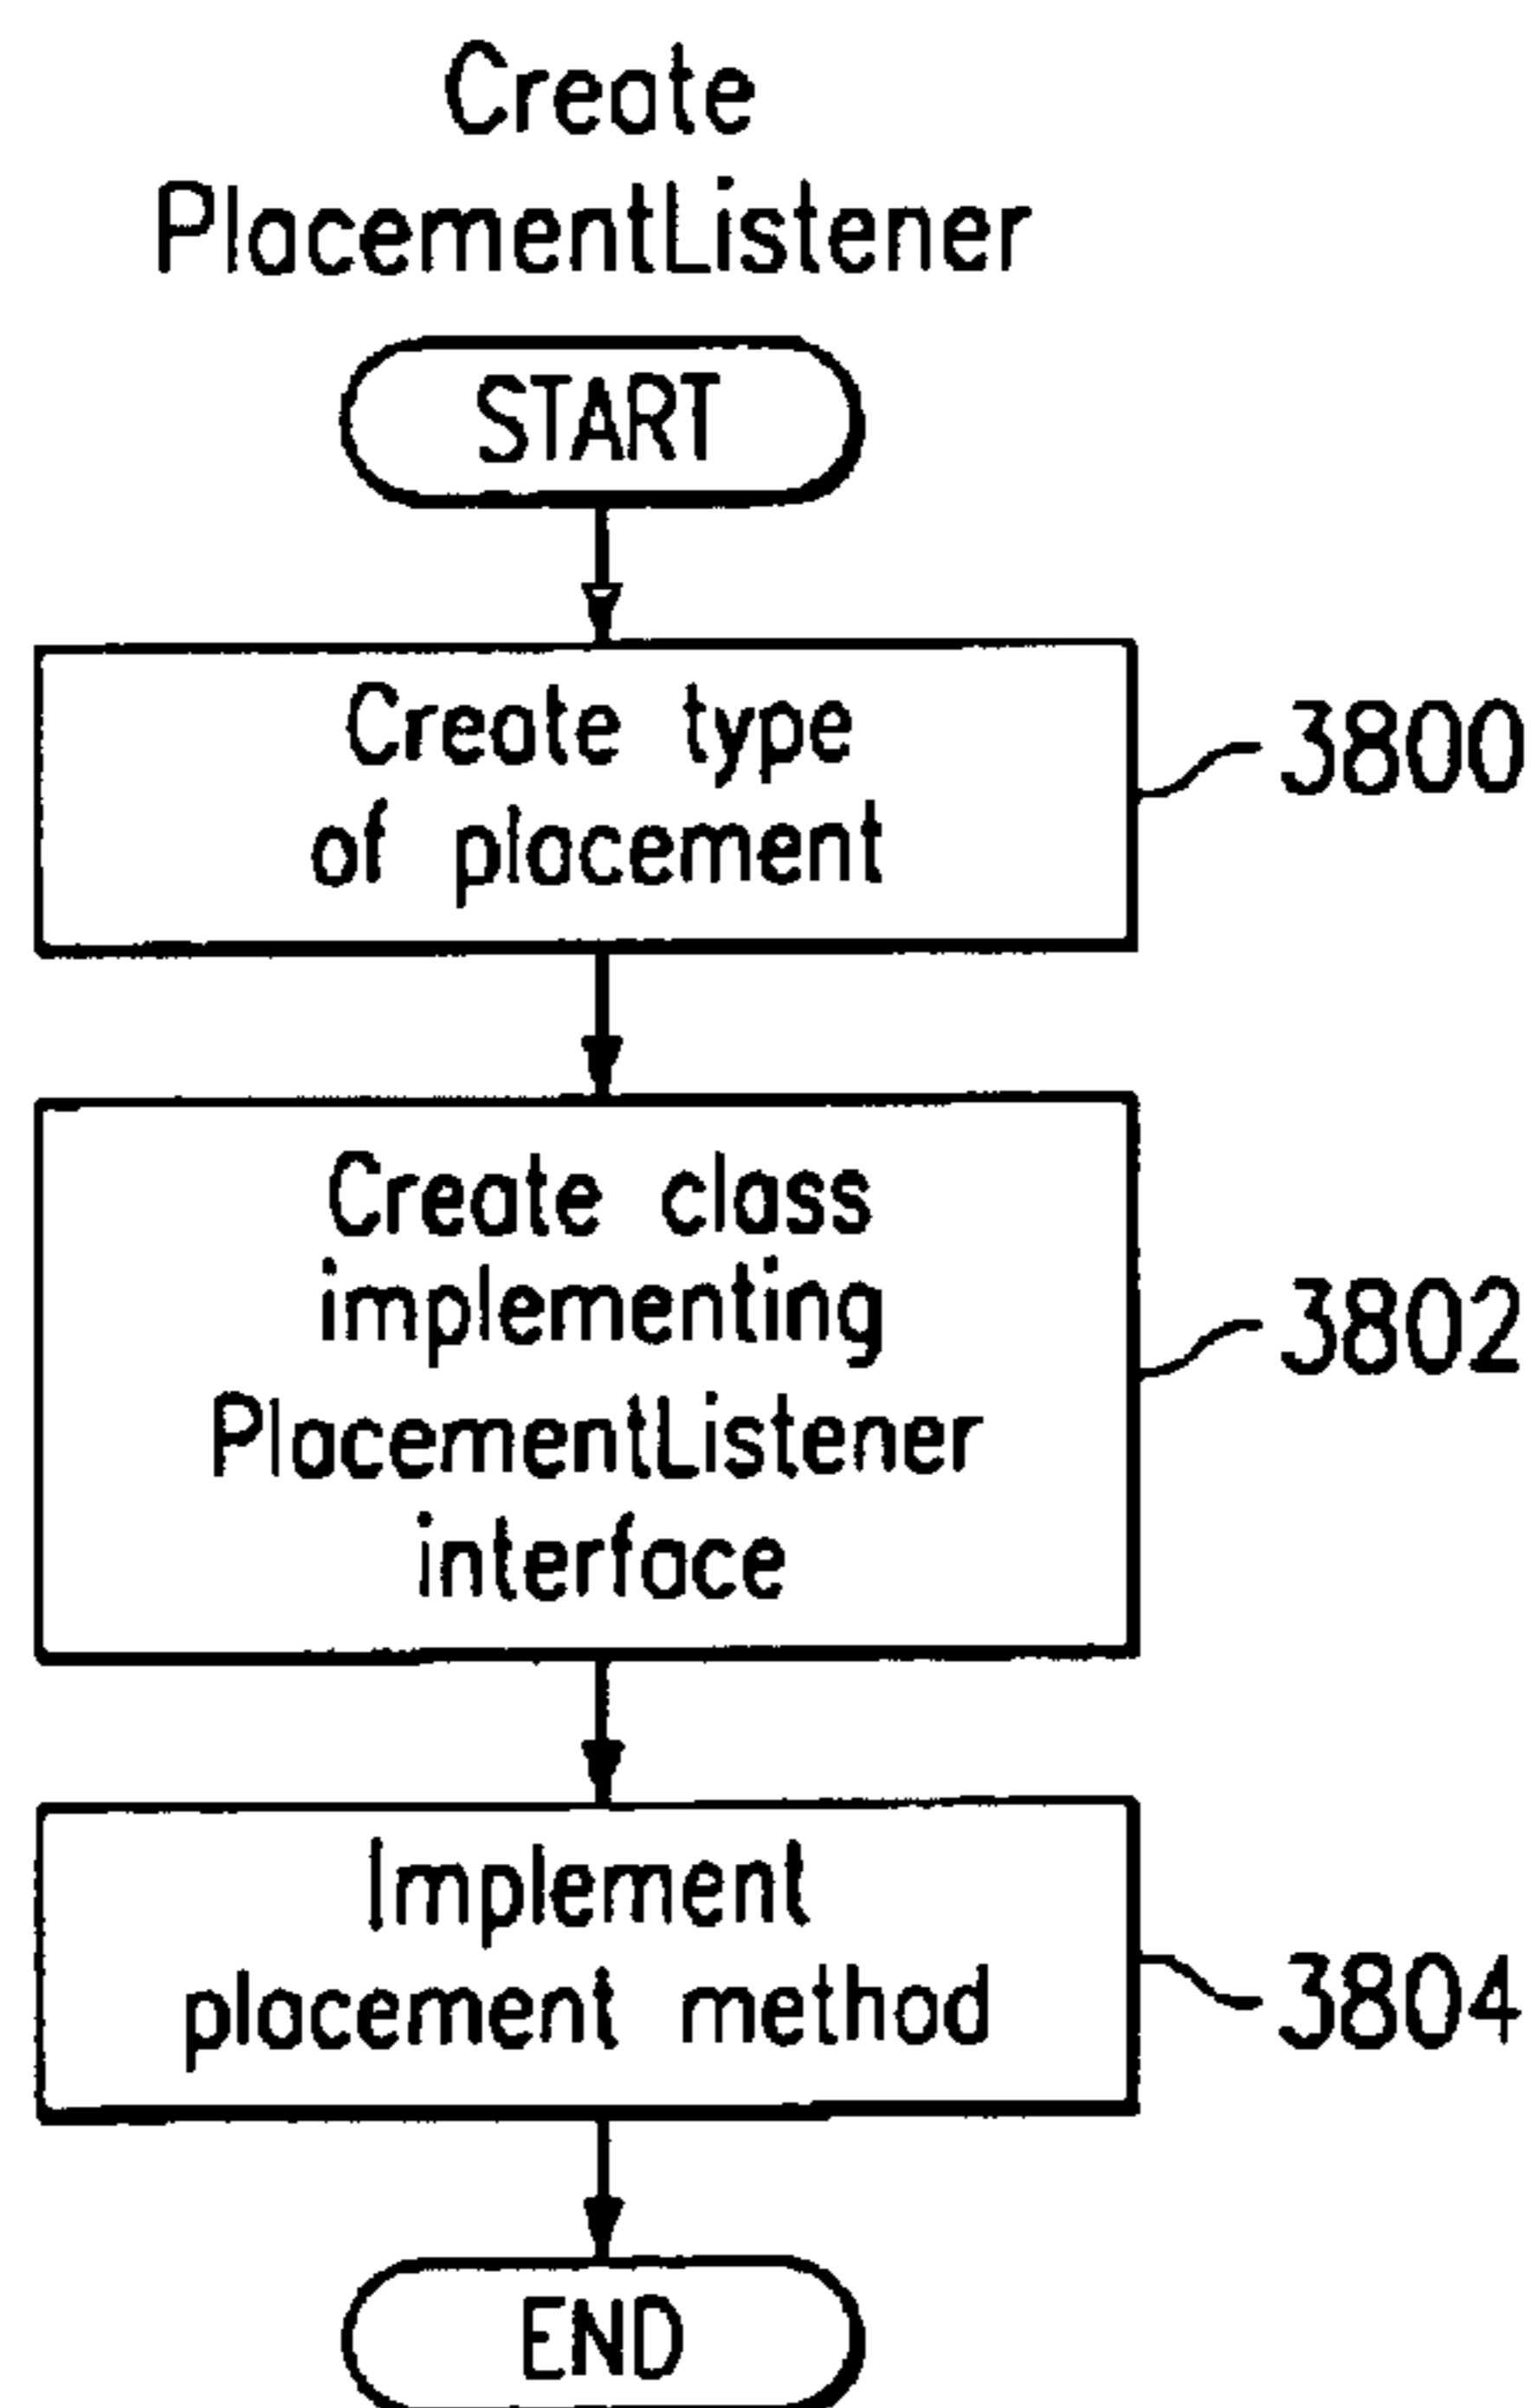 Create
PlacementListener
START
Create type
of placement
3800
Create class
implementing
PlacementListener
interface
3802
Implement
placement method
3804
END